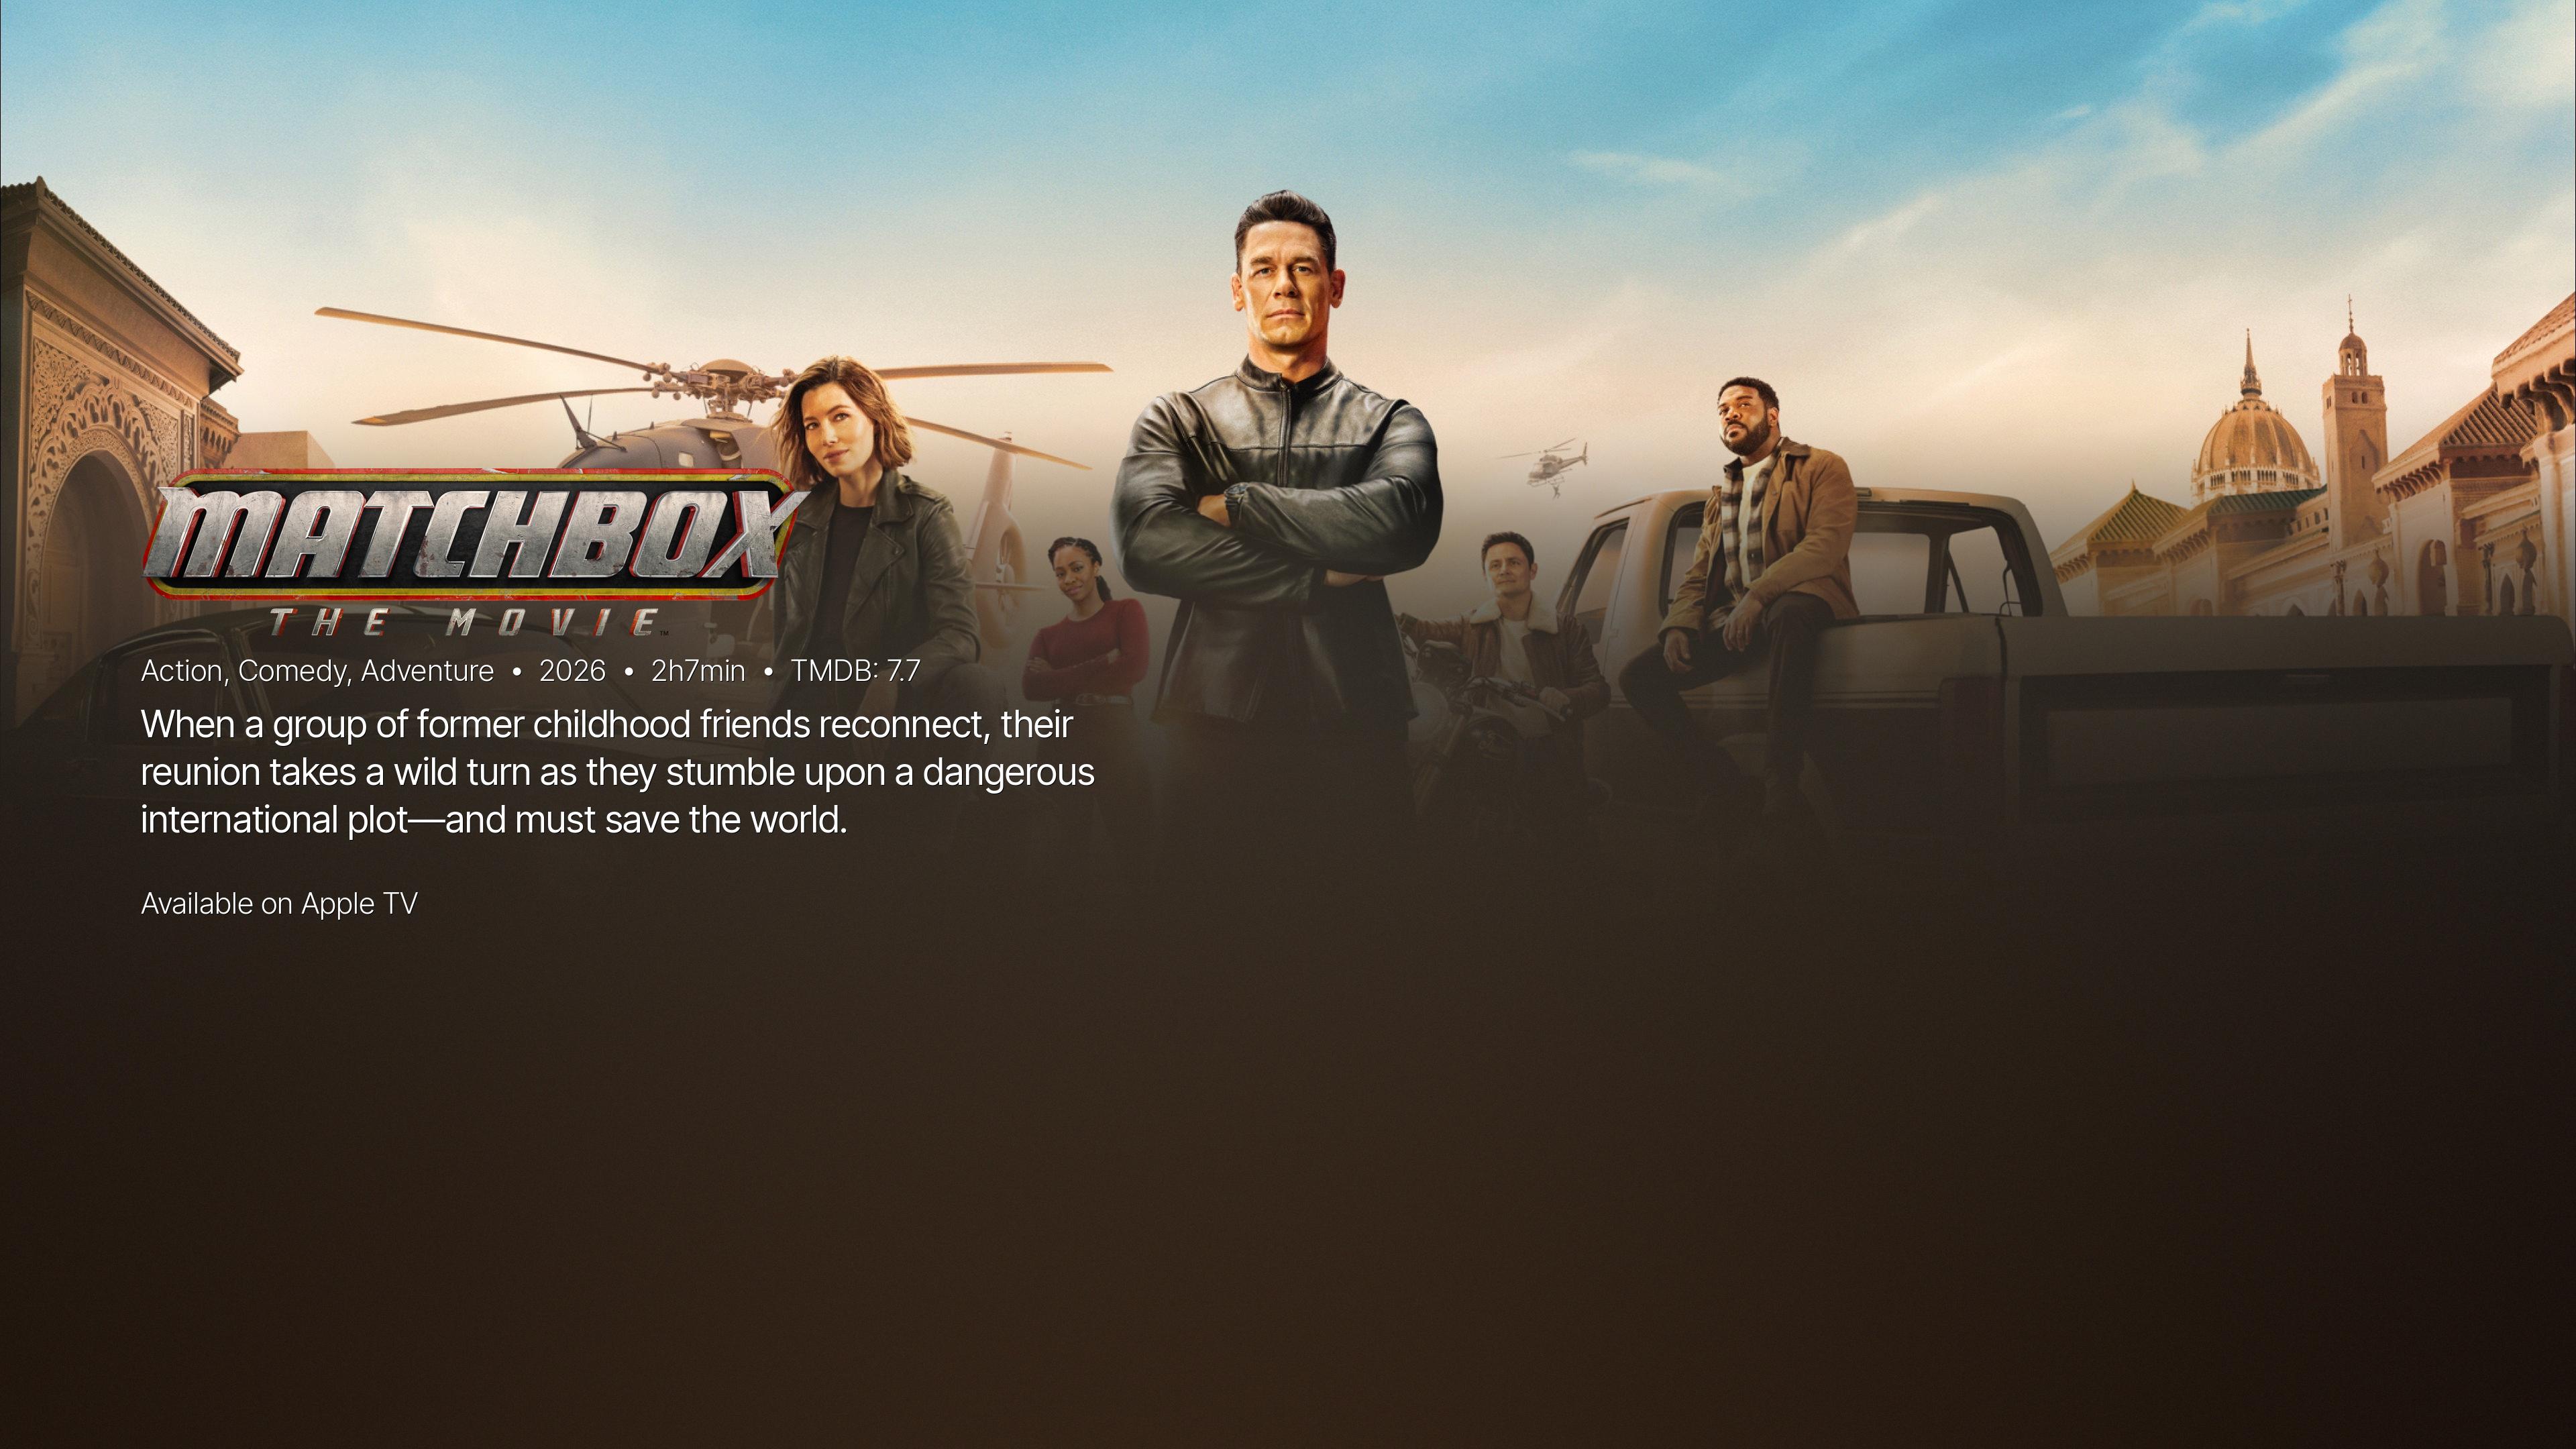 MATCHBOX
THE MOVIE™
Action, Comedy, Adventure • 2026 • 2h7min • TMDB: 7.7
When a group of former childhood friends reconnect, their
reunion takes a wild turn as they stumble upon a dangerous
international plot—and must save the world.
Available on Apple TV